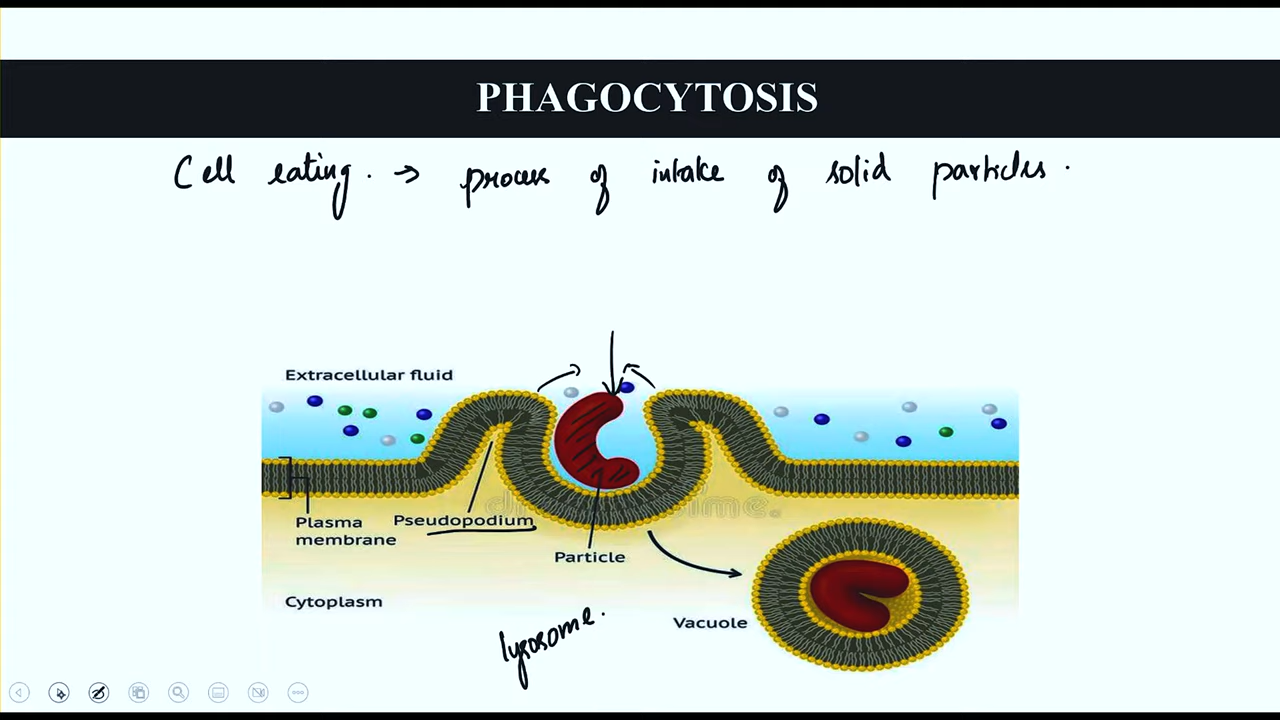 PHAGOCYTOSIS
Cell eating. → process of intake of solid particles.
Extracellular fluid
Plasma
membrane
Pseudopodium
Particle
Cytoplasm
lysosome.
Vacuole